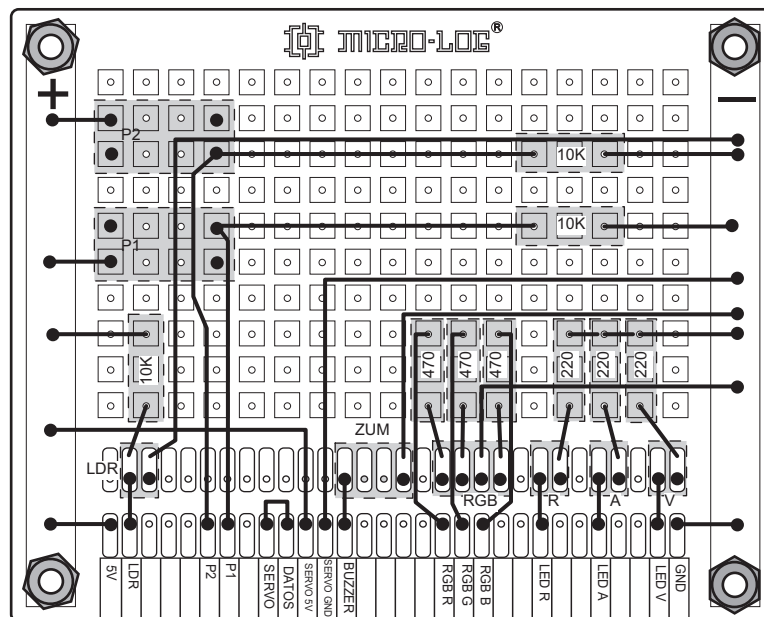 MICRO-LOG®
+
—
P2
10K
P1
10K
10K
470
470
470
220
220
220
ZUM
LDR
RGB
R
A
V
5V
LDR
P2
P1
SERVO
DATOS
SERVO 5V
SERVO GND
BUZZER
RGB R
RGB G
RGB B
LED R
LED A
LED V
GND